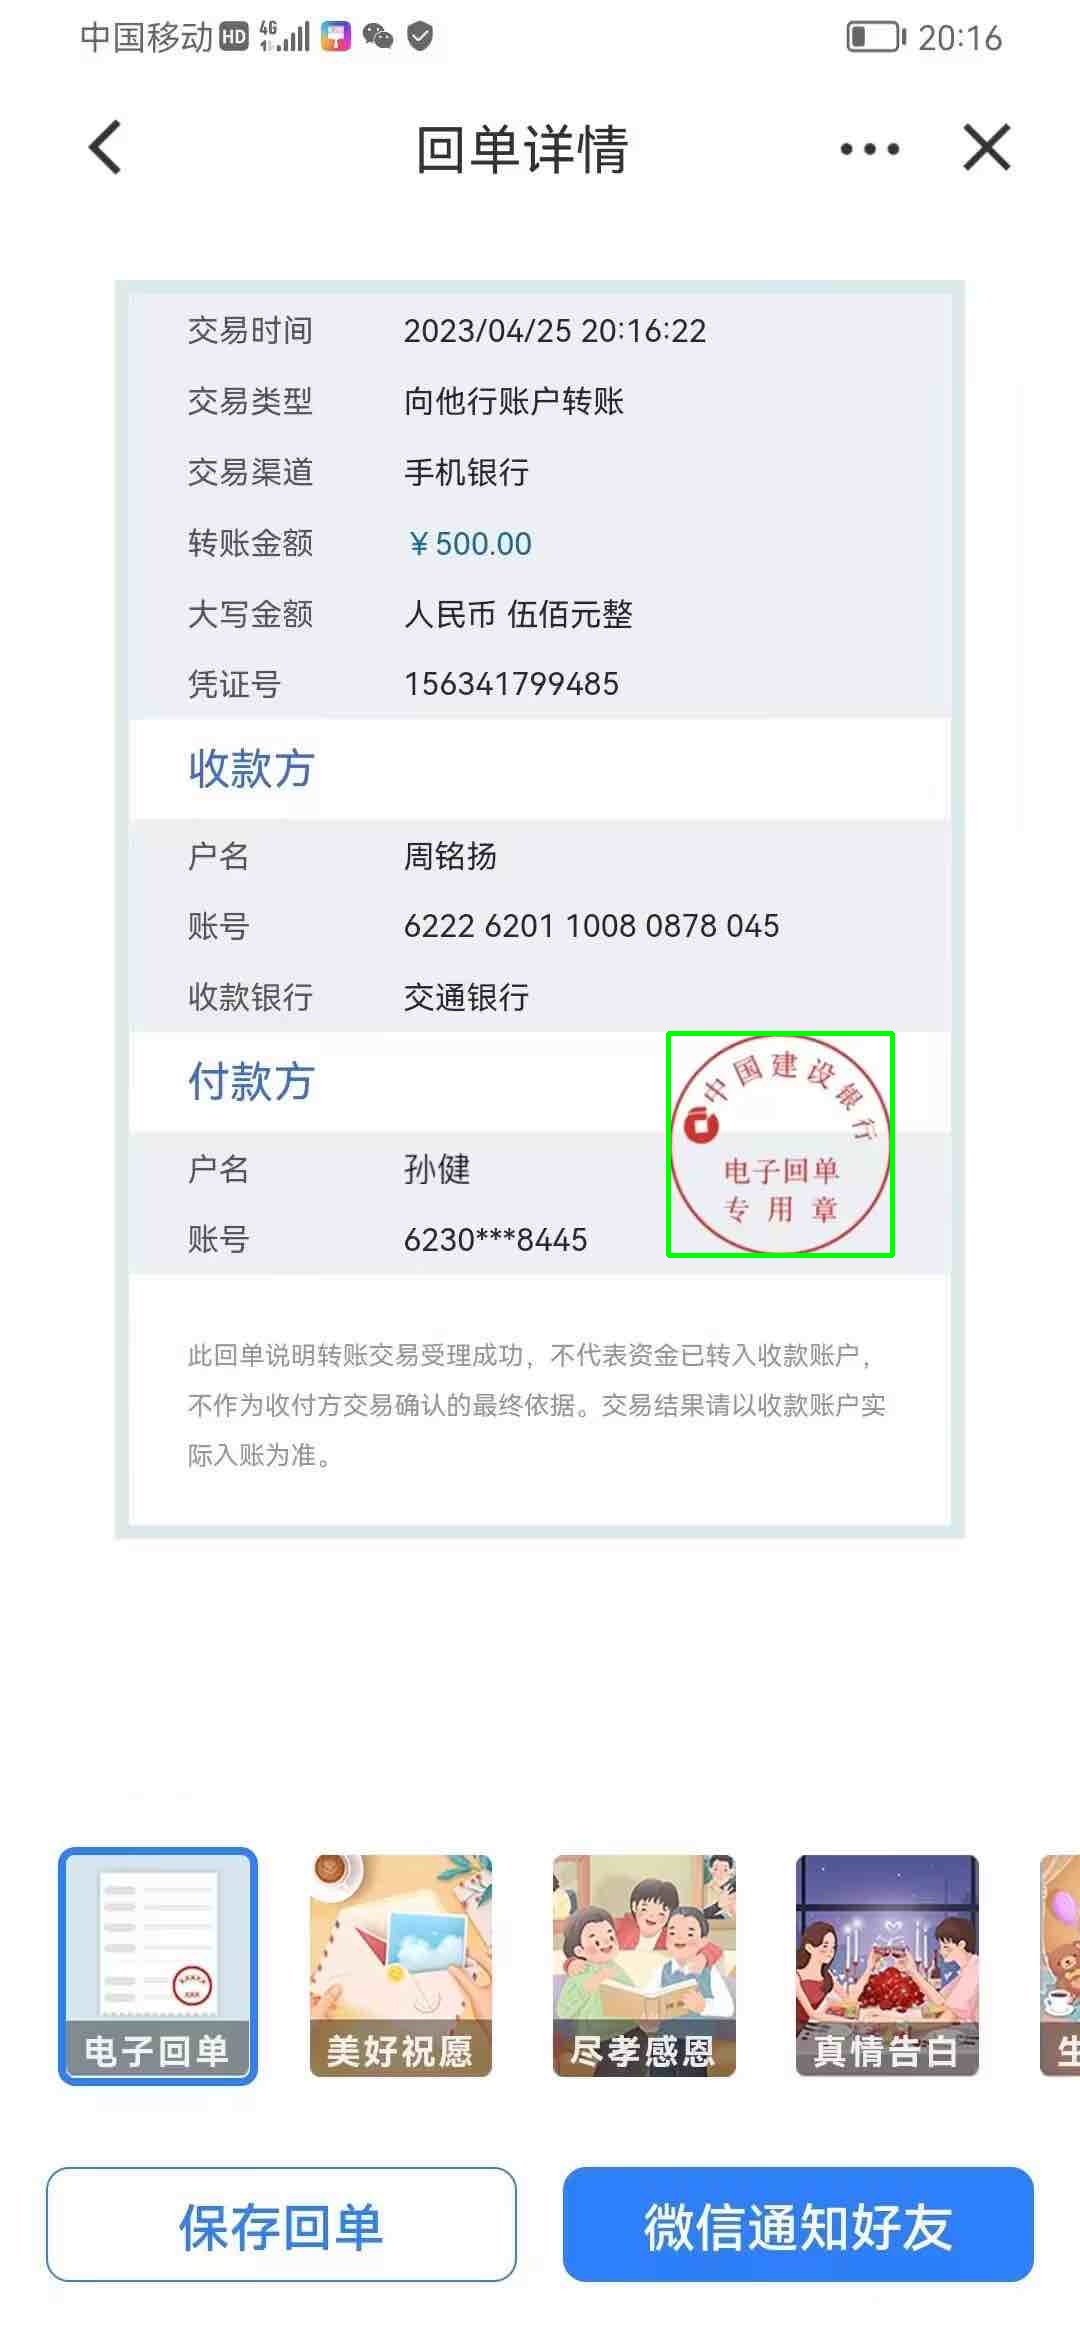 中国移动 HD 4G 20:16
回单详情
交易时间 2023/04/25 20:16:22
交易类型 向他行账户转账
交易渠道 手机银行
转账金额 ￥500.00
大写金额 人民币 伍佰元整
凭证号 156341799485
收款方
户名 周铭扬
账号 6222 6201 1008 0878 045
收款银行 交通银行
付款方
中国建设银行
电子回单
专用章
户名 孙健
账号 6230***8445
此回单说明转账交易受理成功，不代表资金已转入收款账户，
不作为收付方交易确认的最终依据。交易结果请以收款账户实
际入账为准。
电子回单 美好祝愿 尽孝感恩 真情告白 生
保存回单 微信通知好友